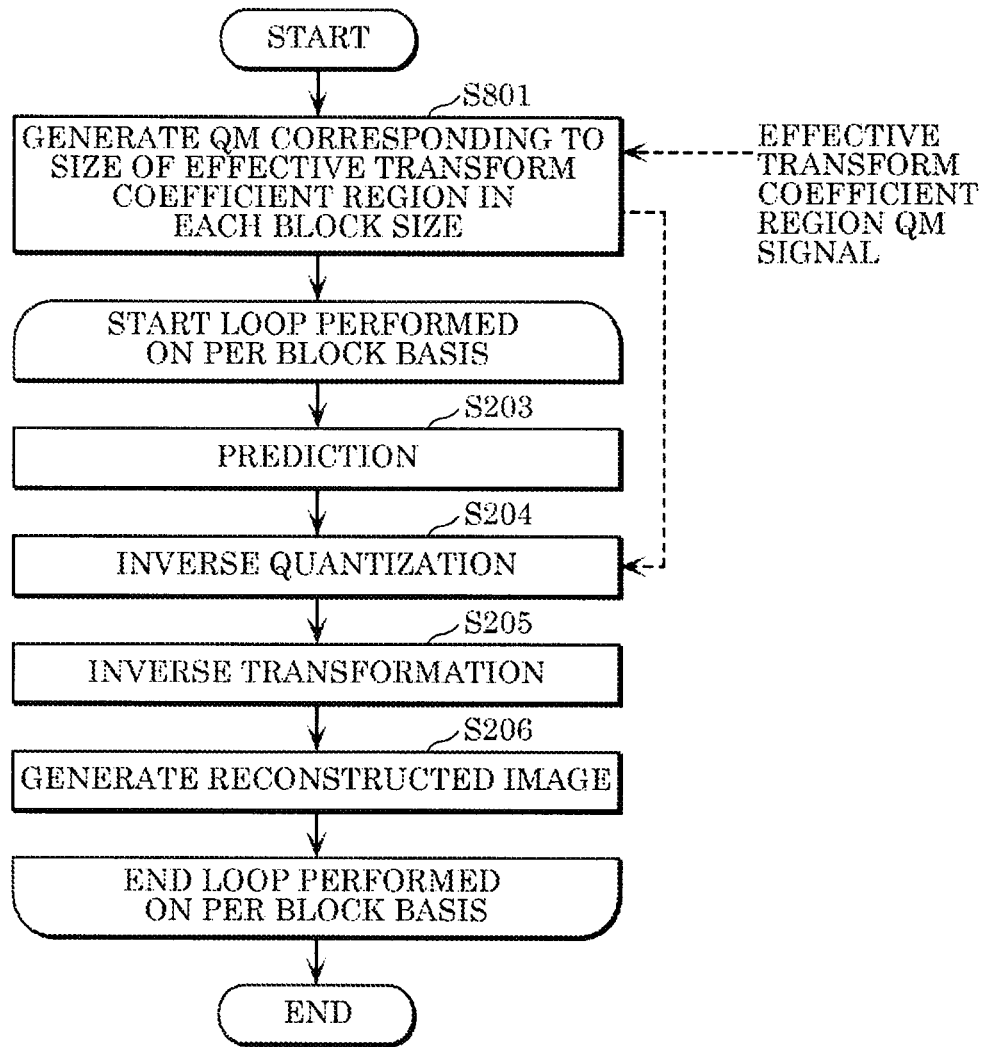 START
S801
GENERATE QM CORRESPONDING TO
SIZE OF EFFECTIVE TRANSFORM
COEFFICIENT REGION IN
EACH BLOCK SIZE
EFFECTIVE
TRANSFORM
COEFFICIENT
REGION QM
SIGNAL
START LOOP PERFORMED
ON PER BLOCK BASIS
S203
PREDICTION
S204
INVERSE QUANTIZATION
S205
INVERSE TRANSFORMATION
S206
GENERATE RECONSTRUCTED IMAGE
END LOOP PERFORMED
ON PER BLOCK BASIS
END